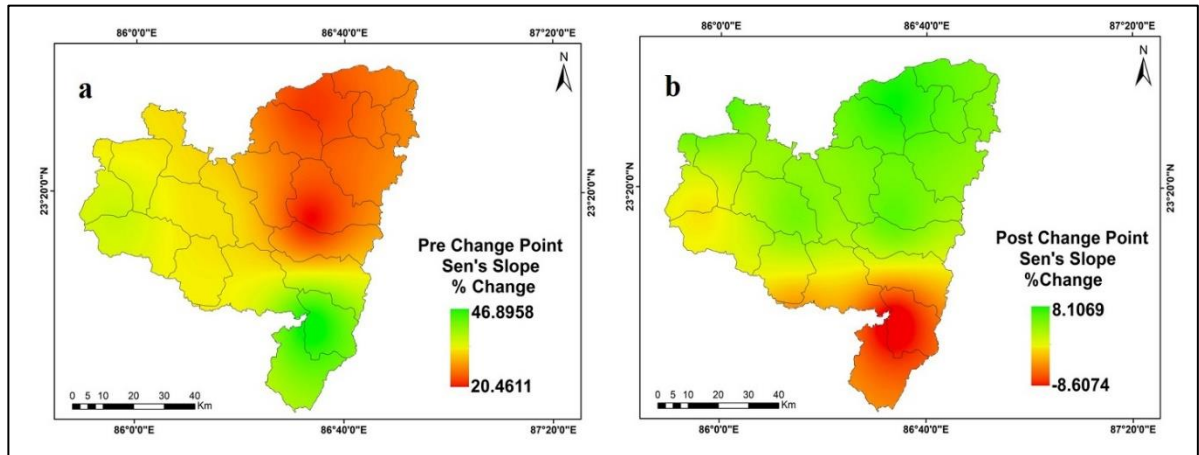 86°0'0"E 86°40'0"E 87°20'0"E
a
N
23°20'0"N
23°20'0"N
Pre Change Point
Sen's Slope
% Change
46.8958
20.4611
0 5 10 20 30 40
Km
86°0'0"E 86°40'0"E 87°20'0"E
86°0'0"E 86°40'0"E 87°20'0"E
b
N
23°20'0"N
23°20'0"N
Post Change Point
Sen's Slope
%Change
8.1069
-8.6074
0 5 10 20 30 40
Km
86°0'0"E 86°40'0"E 87°20'0"E